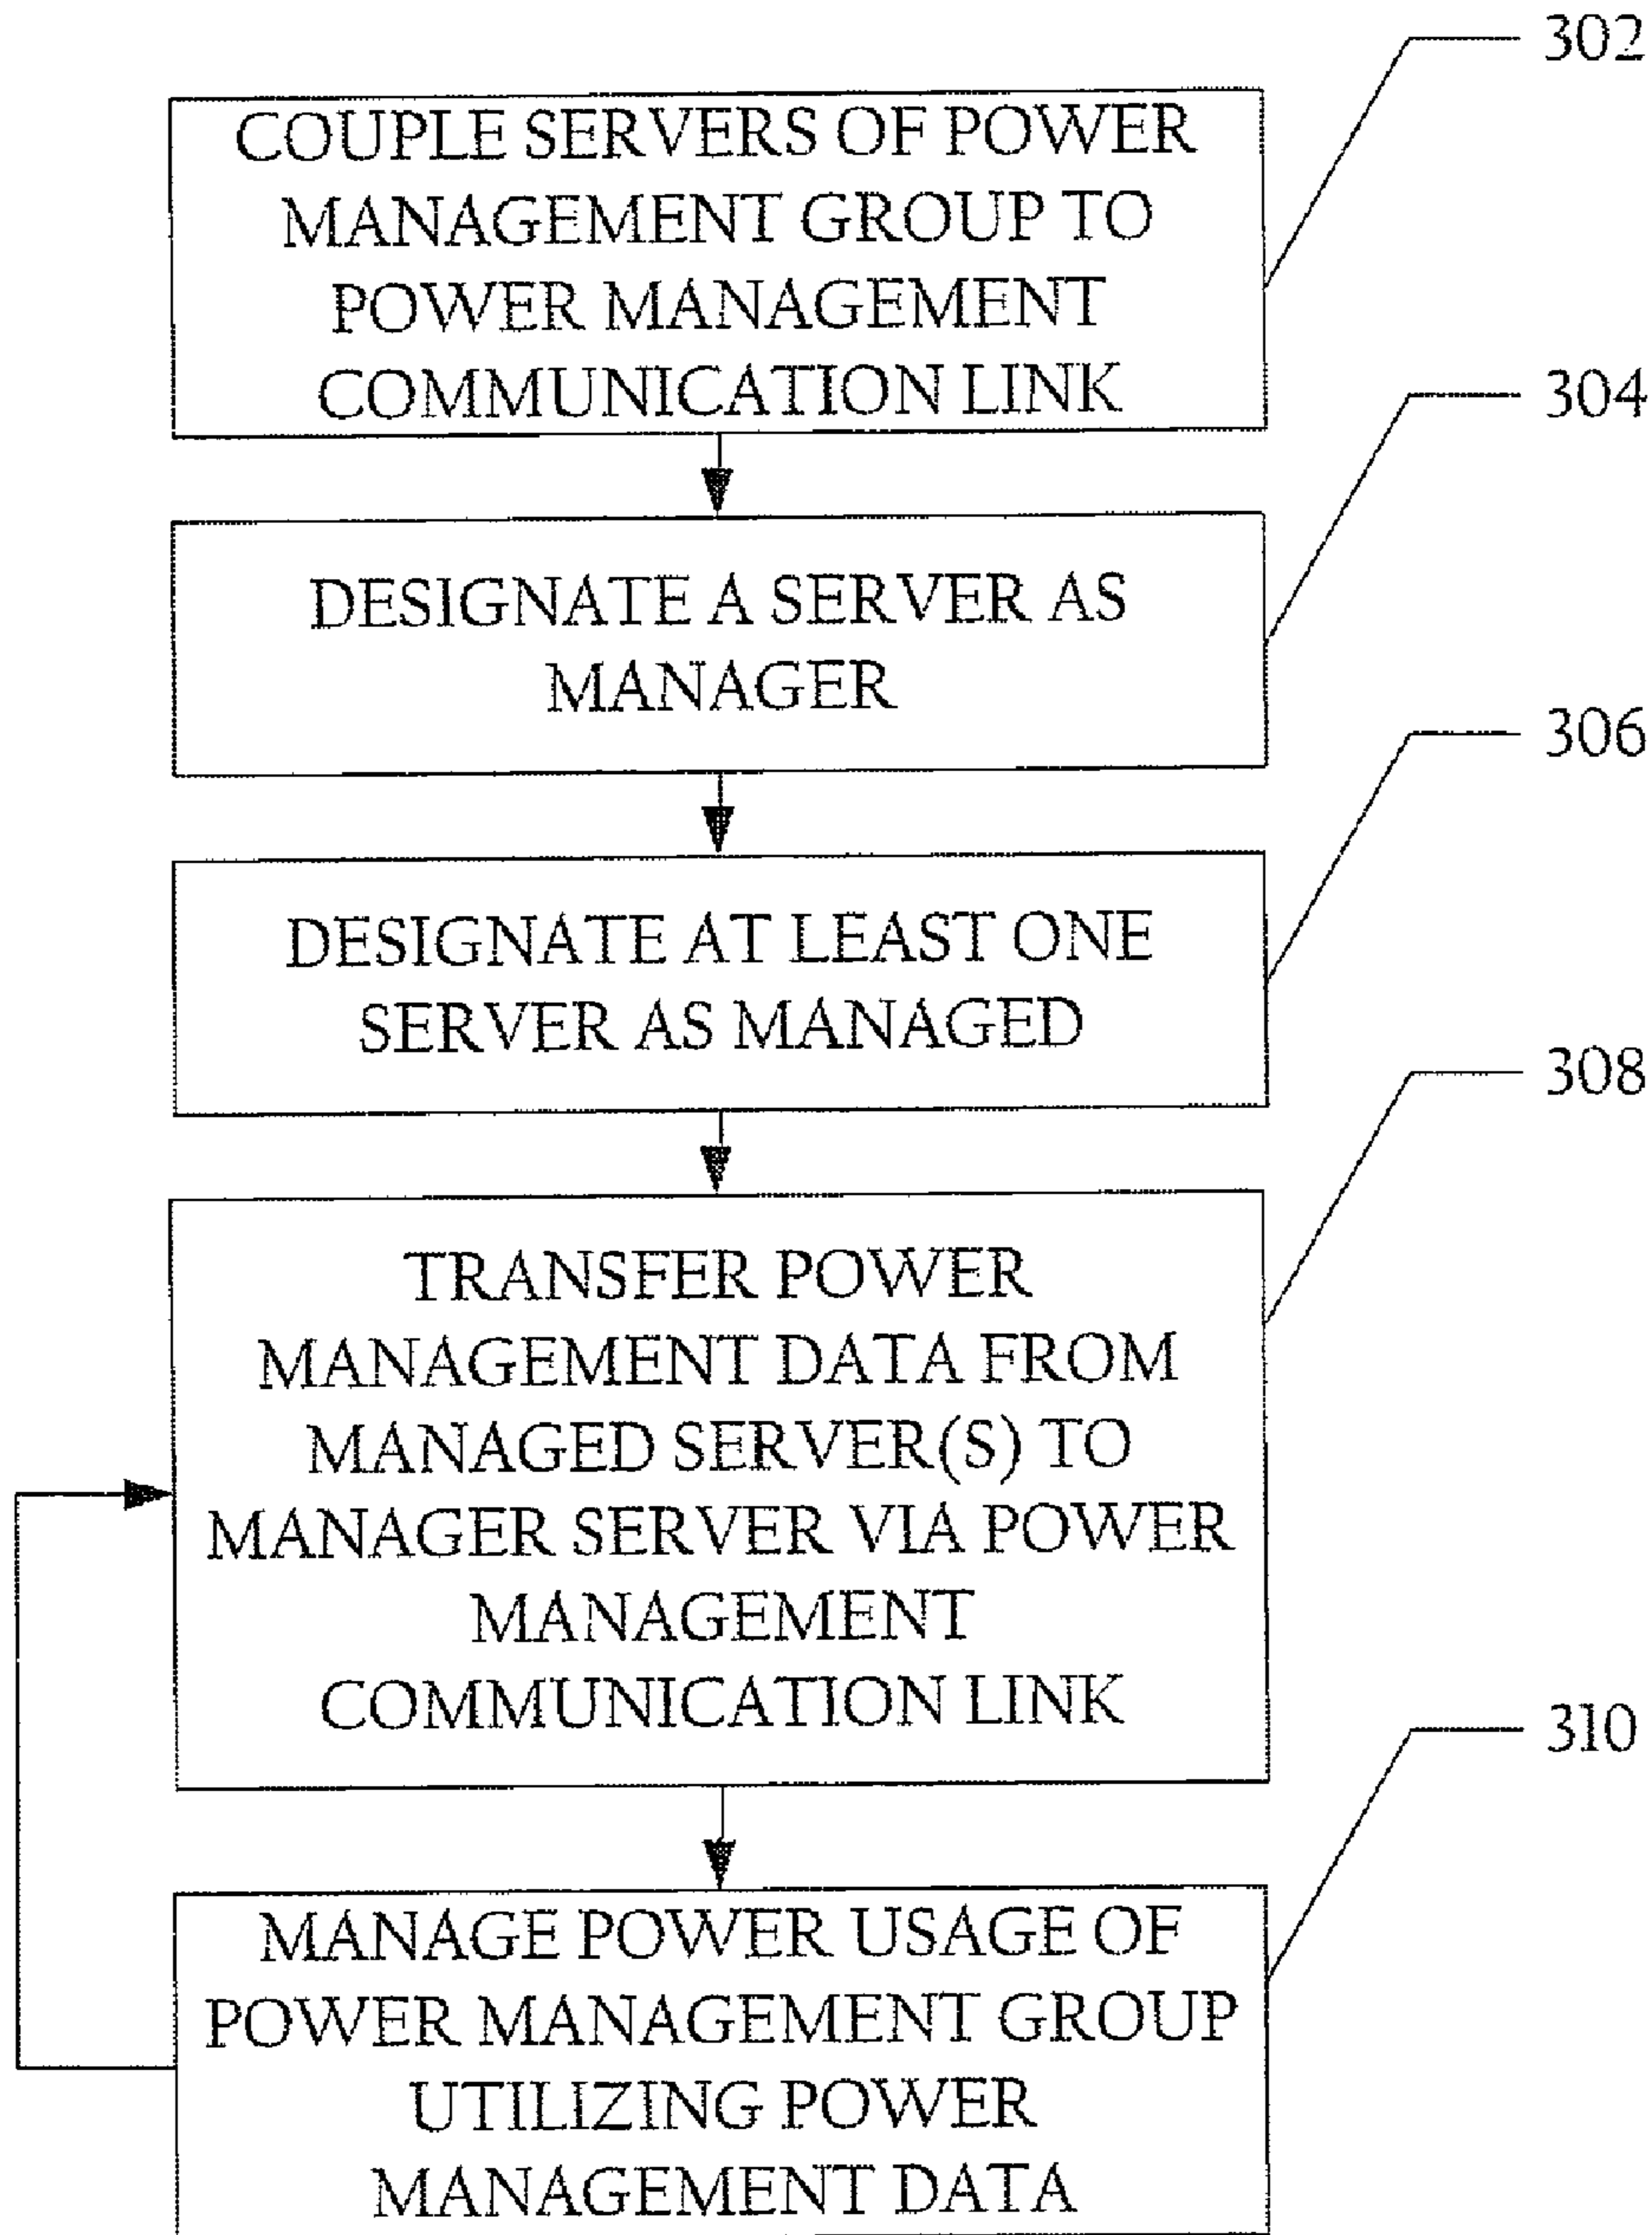 302
COUPLE SERVERS OF POWER
MANAGEMENT GROUP TO
POWER MANAGEMENT
COMMUNICATION LINK
304
DESIGNATE A SERVER AS
MANAGER
306
DESIGNATE AT LEAST ONE
SERVER AS MANAGED
308
TRANSFER POWER
MANAGEMENT DATA FROM
MANAGED SERVER(S) TO
MANAGER SERVER VIA POWER
MANAGEMENT
COMMUNICATION LINK
310
MANAGE POWER USAGE OF
POWER MANAGEMENT GROUP
UTILIZING POWER
MANAGEMENT DATA